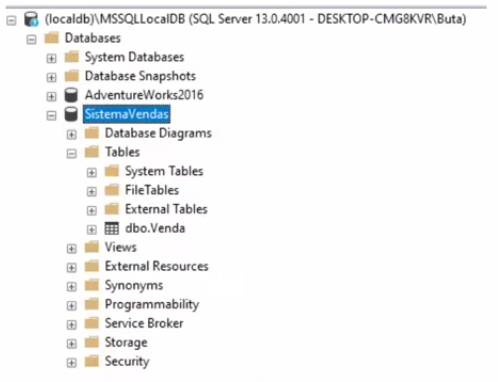 (localdb)\MSSQLLocalDB (SQL Server 13.0.4001 - DESKTOP-CMG8KVR\Buta)
Databases
System Databases
Database Snapshots
AdventureWorks2016
SistemaVendas
Database Diagrams
Tables
System Tables
FileTables
External Tables
dbo.Venda
Views
External Resources
Synonyms
Programmability
Service Broker
Storage
Security